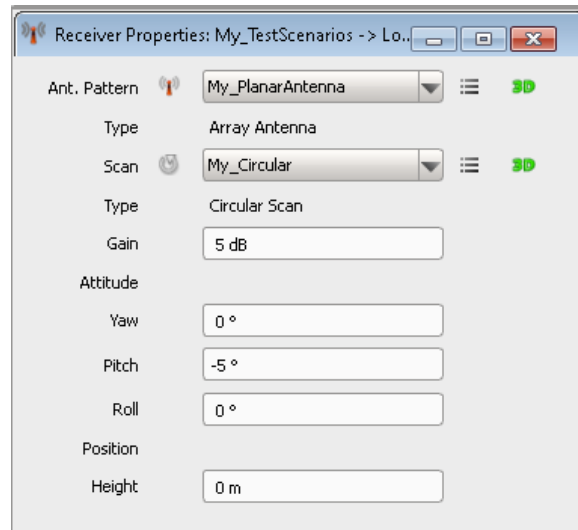 Receiver Properties: My_TestScenarios -> Lo..
Ant. Pattern My_PlanarAntenna 3D
Type Array Antenna
Scan My_Circular 3D
Type Circular Scan
Gain 5 dB
Attitude
Yaw 0 °
Pitch -5 °
Roll 0 °
Position
Height 0 m